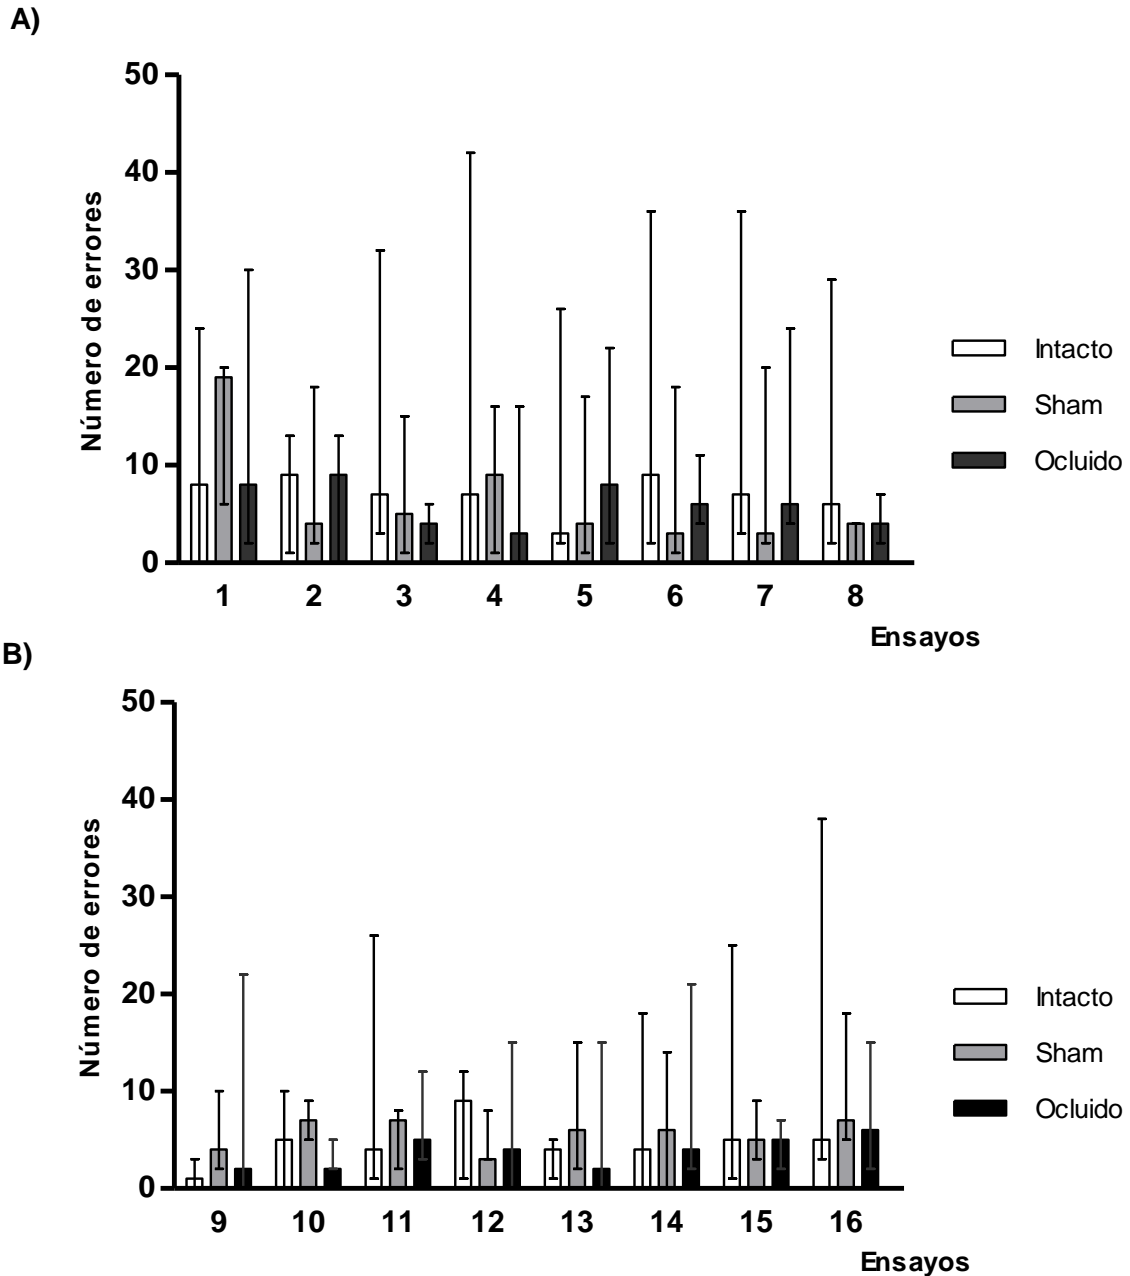 A)
50
40
30
20
10
0
Número de errores
1 2 3 4 5 6 7 8
Ensayos
Intacto
Sham
Ocluido
B)
50
40
30
20
10
0
Número de errores
9 10 11 12 13 14 15 16
Ensayos
Intacto
Sham
Ocluido